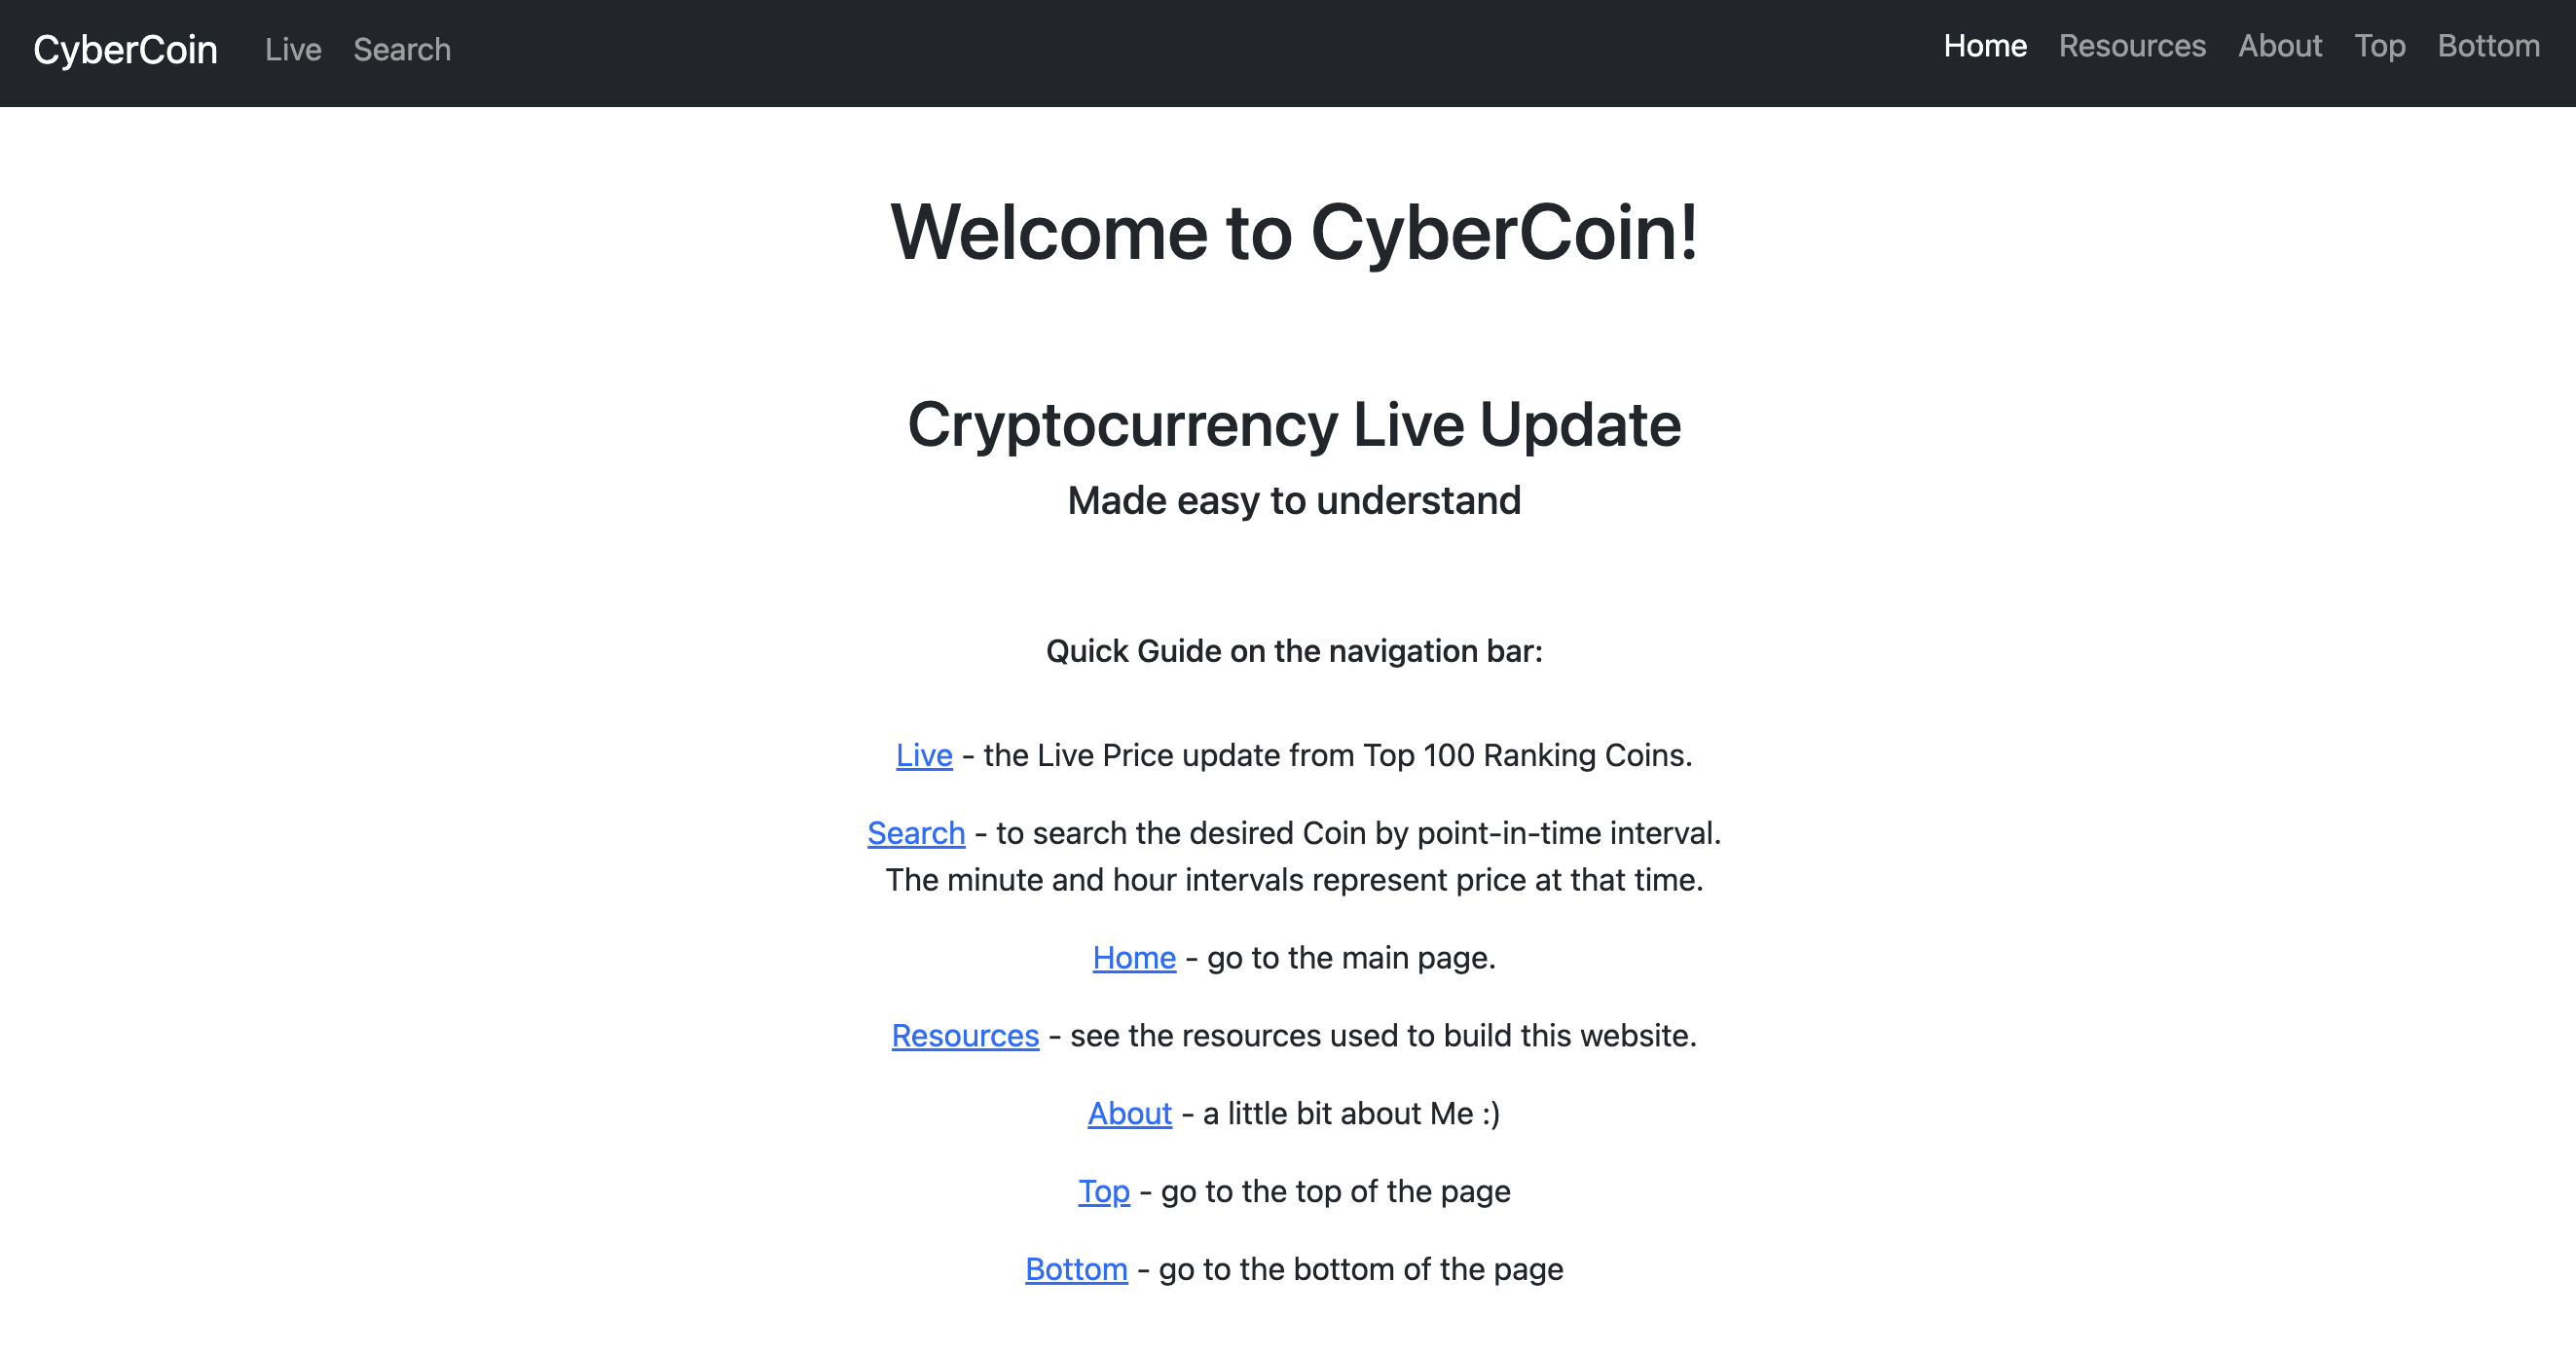 CyberCoin Live Search Home Resources About Top Bottom
Welcome to CyberCoin!
Cryptocurrency Live Update
Made easy to understand
Quick Guide on the navigation bar:
Live - the Live Price update from Top 100 Ranking Coins.
Search - to search the desired Coin by point-in-time interval.
The minute and hour intervals represent price at that time.
Home - go to the main page.
Resources - see the resources used to build this website.
About - a little bit about Me :)
Top - go to the top of the page
Bottom - go to the bottom of the page